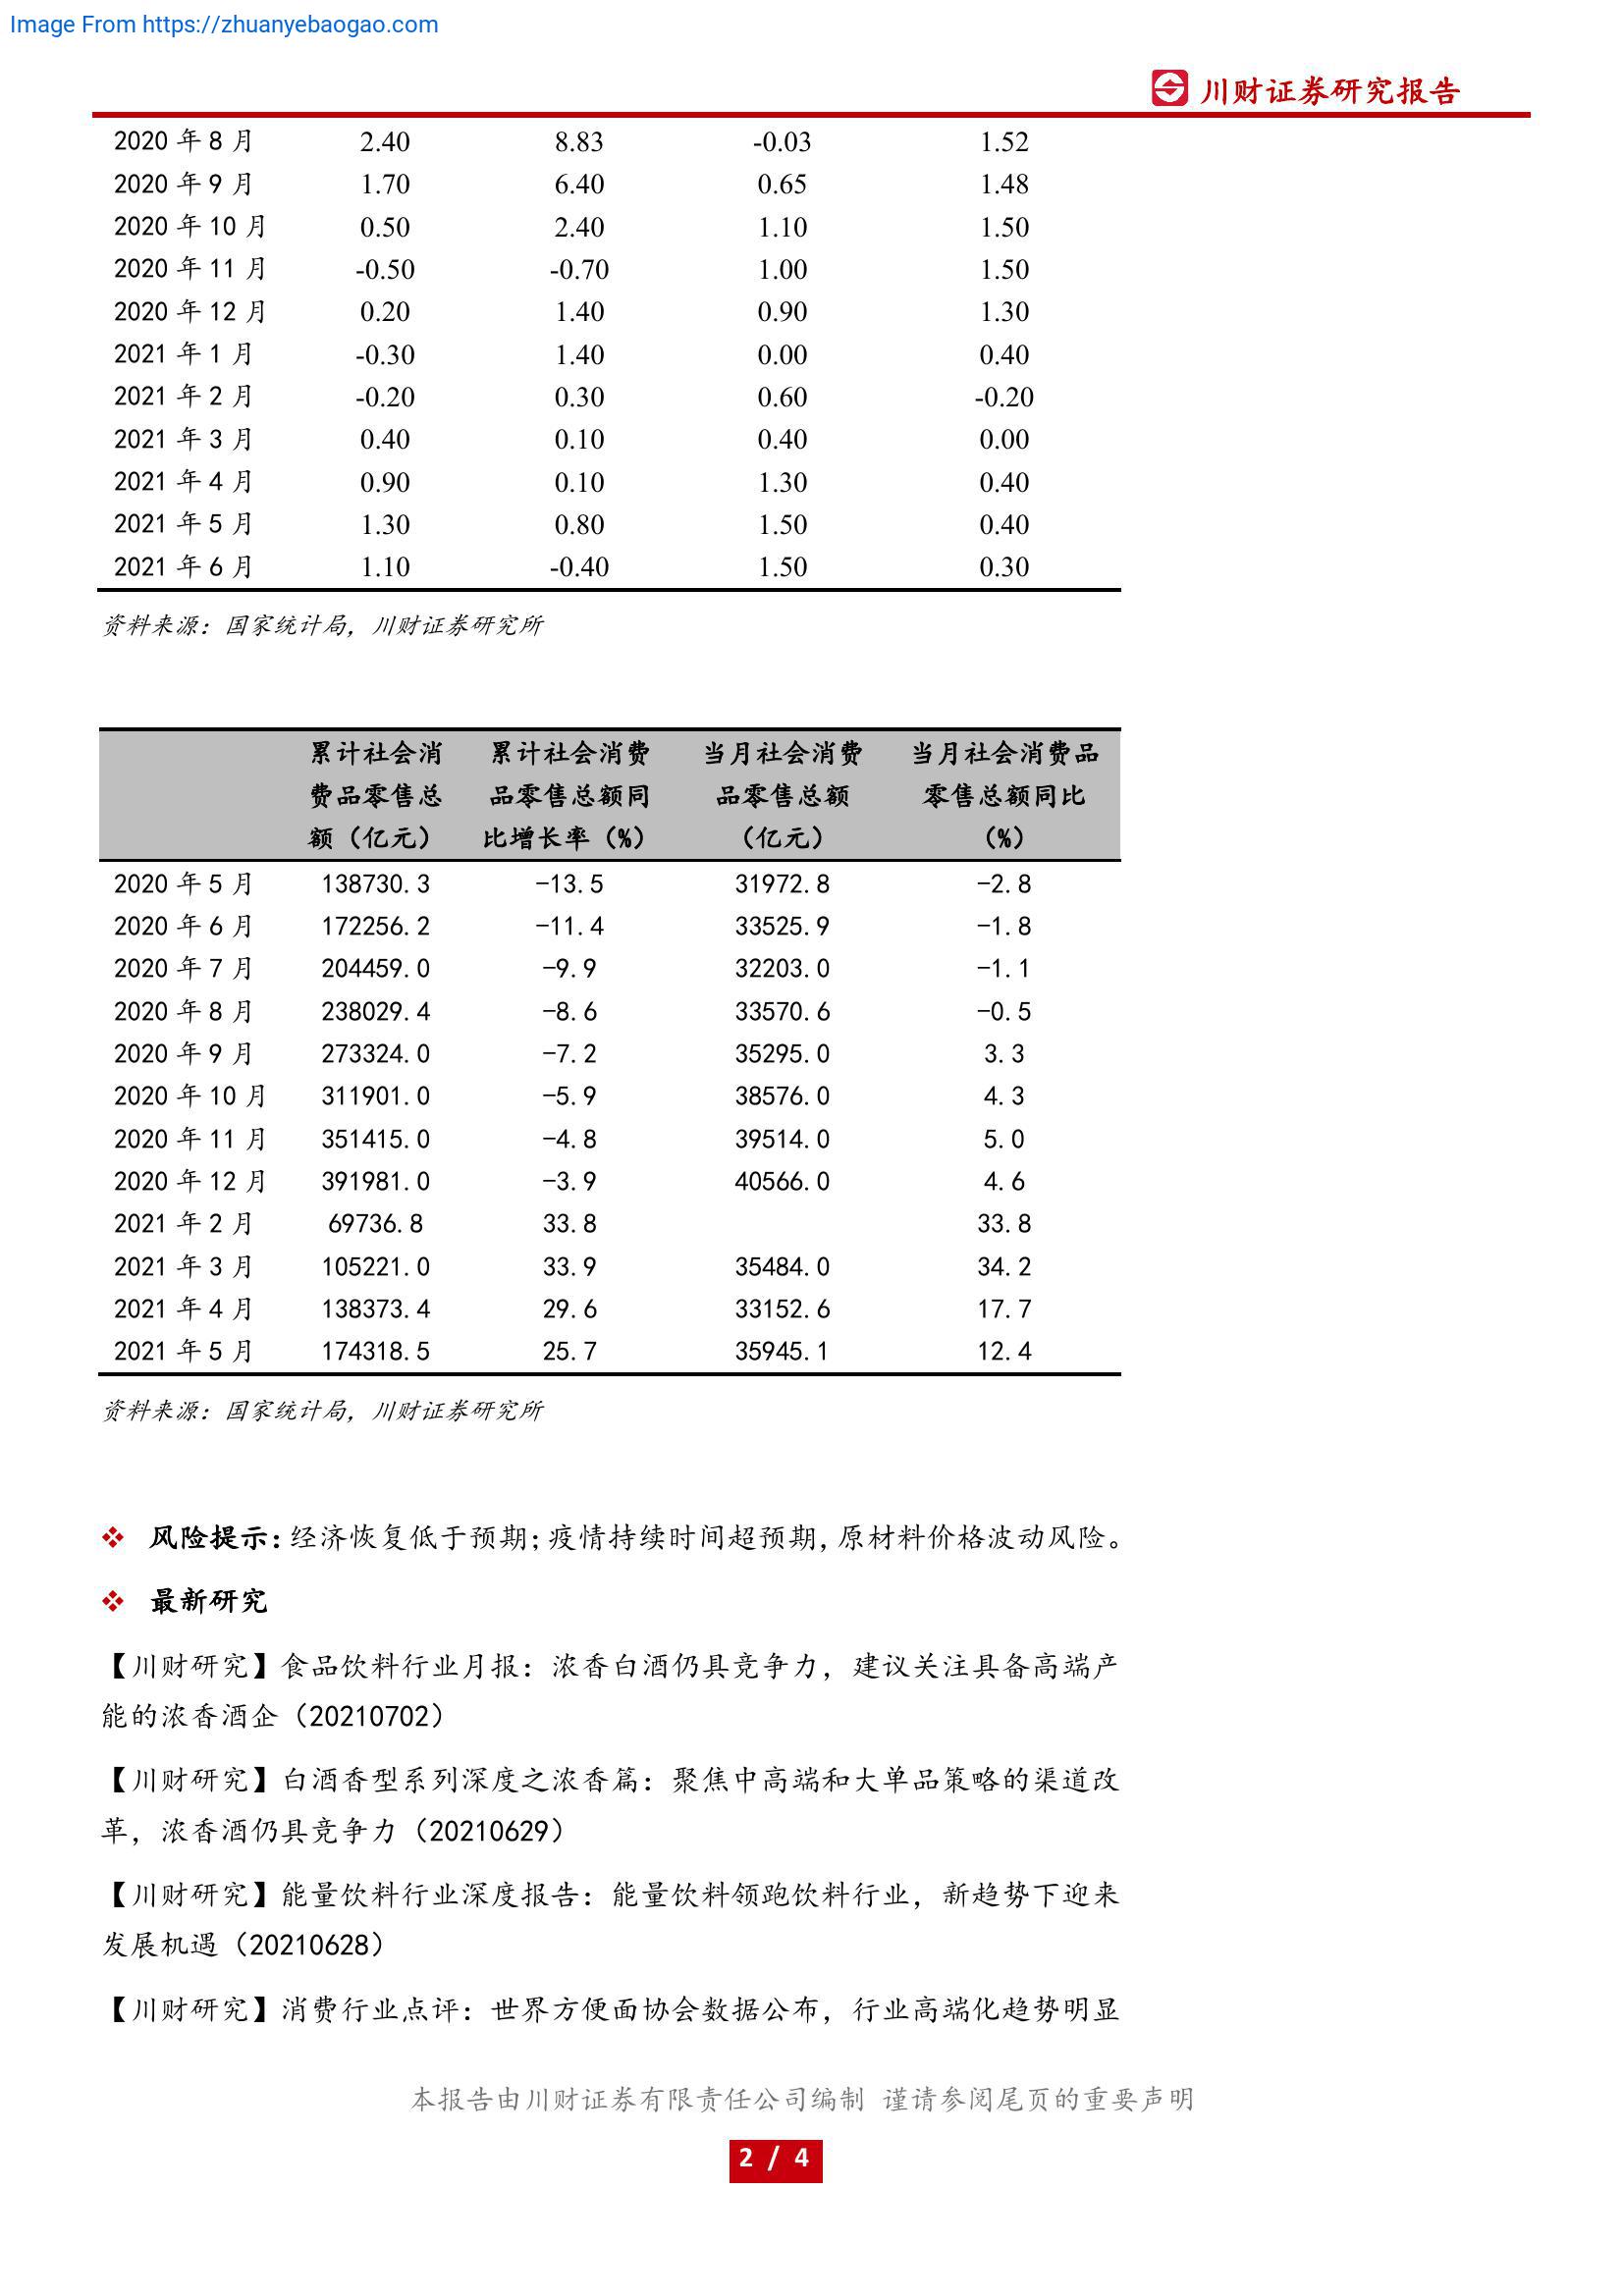 Image From https://zhuanyebaogao.com
川财证券研究报告
2020 年 8 月 2.40 8.83 -0.03 1.52
2020 年 9 月 1.70 6.40 0.65 1.48
2020 年 10 月 0.50 2.40 1.10 1.50
2020 年 11 月 -0.50 -0.70 1.00 1.50
2020 年 12 月 0.20 1.40 0.90 1.30
2021 年 1 月 -0.30 1.40 0.00 0.40
2021 年 2 月 -0.20 0.30 0.60 -0.20
2021 年 3 月 0.40 0.10 0.40 0.00
2021 年 4 月 0.90 0.10 1.30 0.40
2021 年 5 月 1.30 0.80 1.50 0.40
2021 年 6 月 1.10 -0.40 1.50 0.30
资料来源：国家统计局，川财证券研究所
累计社会消 累计社会消费 当月社会消费 当月社会消费品
费品零售总 品零售总额同 品零售总额 零售总额同比
额（亿元） 比增长率（%） （亿元） （%）
2020 年 5 月 138730.3 -13.5 31972.8 -2.8
2020 年 6 月 172256.2 -11.4 33525.9 -1.8
2020 年 7 月 204459.0 -9.9 32203.0 -1.1
2020 年 8 月 238029.4 -8.6 33570.6 -0.5
2020 年 9 月 273324.0 -7.2 35295.0 3.3
2020 年 10 月 311901.0 -5.9 38576.0 4.3
2020 年 11 月 351415.0 -4.8 39514.0 5.0
2020 年 12 月 391981.0 -3.9 40566.0 4.6
2021 年 2 月 69736.8 33.8 33.8
2021 年 3 月 105221.0 33.9 35484.0 34.2
2021 年 4 月 138373.4 29.6 33152.6 17.7
2021 年 5 月 174318.5 25.7 35945.1 12.4
资料来源：国家统计局，川财证券研究所
❖ 风险提示：经济恢复低于预期；疫情持续时间超预期，原材料价格波动风险。
❖ 最新研究
【川财研究】食品饮料行业月报：浓香白酒仍具竞争力，建议关注具备高端产
能的浓香酒企（20210702）
【川财研究】白酒香型系列深度之浓香篇：聚焦中高端和大单品策略的渠道改
革，浓香酒仍具竞争力（20210629）
【川财研究】能量饮料行业深度报告：能量饮料领跑饮料行业，新趋势下迎来
发展机遇（20210628）
【川财研究】消费行业点评：世界方便面协会数据公布，行业高端化趋势明显
本报告由川财证券有限责任公司编制 谨请参阅尾页的重要声明
2 / 4